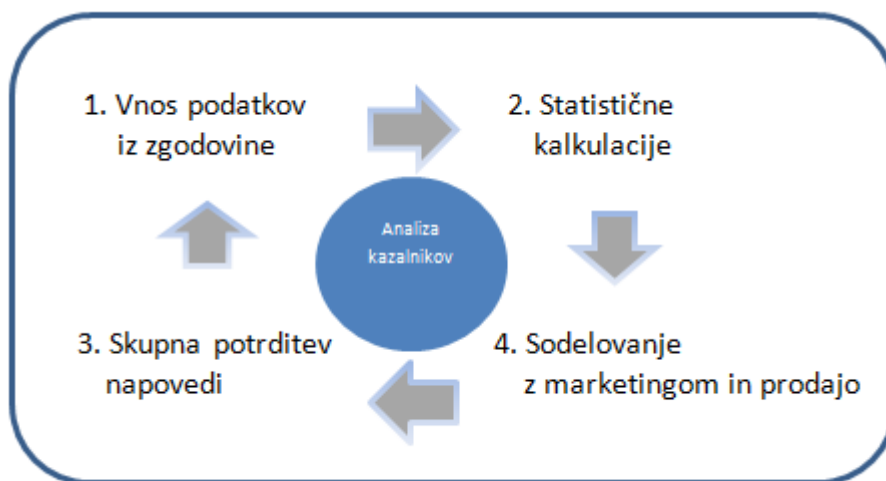 1. Vnos podatkov
iz zgodovine
2. Statistične
kalkulacije
Analiza
kazalnikov
3. Skupna potrditev
napovedi
4. Sodelovanje
z marketingom in prodajo